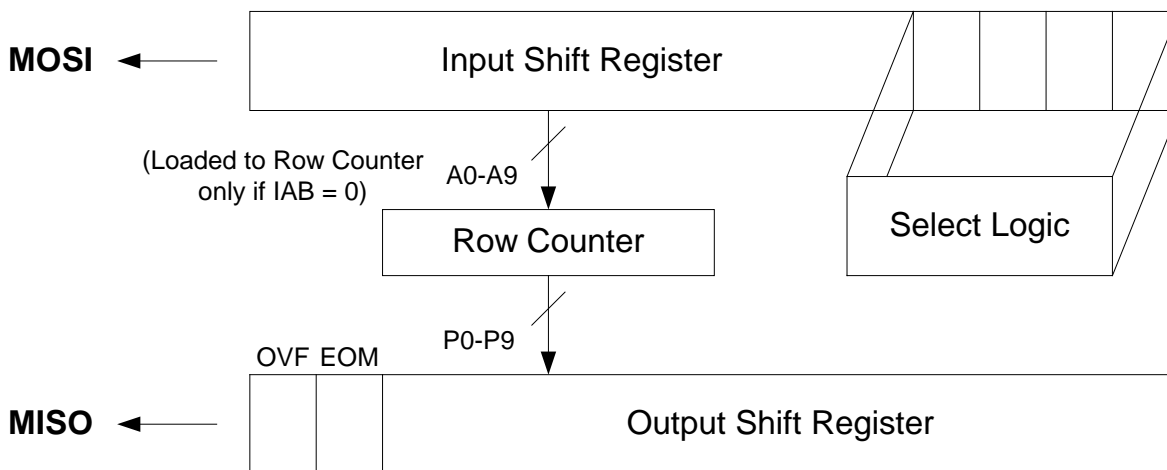 MOSI
Input Shift Register
(Loaded to Row Counter
only if IAB = 0)
A0-A9
Row Counter
Select Logic
P0-P9
OVF EOM
MISO
Output Shift Register